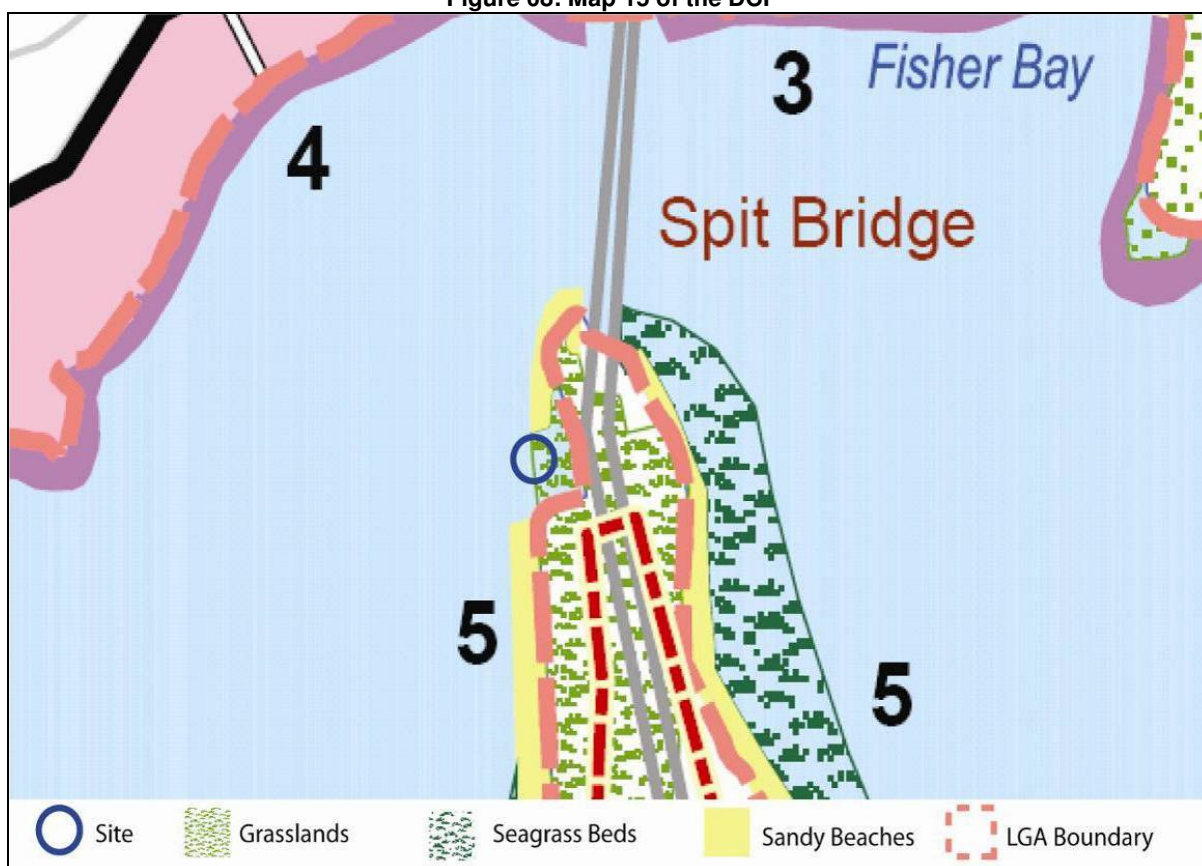 Figure 68: Map 15 of the DCP
3
Fisher Bay
4
Spit Bridge
5
5
Site
Grasslands
Seagrass Beds
Sandy Beaches
LGA Boundary